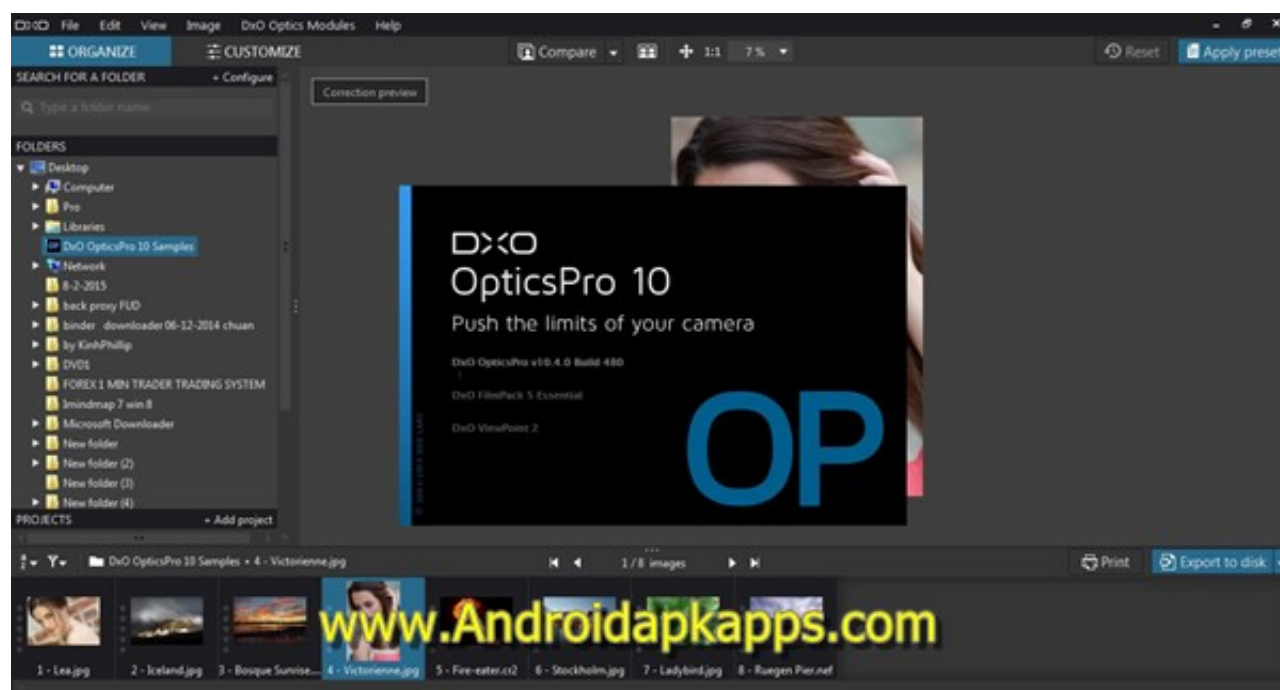 DXO File Edit View Image DxO Optics Modules Help
ORGANIZE CUSTOMIZE Compare 1:1 7 % Reset Apply preset
SEARCH FOR A FOLDER + Configure
Type a folder name
Correction preview
FOLDERS
Desktop
Computer
Pro
Libraries
DxO OpticsPro 10 Samples
Network
8-2-2015
back proxy FUD
binder downloader 06-12-2014 chuan
by KinhPhillip
DVD1
FOREX 1 MIN TRADER TRADING SYSTEM
Imindmap 7 win 8
Microsoft Downloader
New folder
New folder (2)
New folder (3)
New folder (4)
PROJECTS + Add project
DXO
OpticsPro 10
Push the limits of your camera
DxO OpticsPro v10.4.0 Build 480
DxO FilmPack 5 Essential
DxO ViewPoint 2
OP
DxO OpticsPro 10 Samples • 4 - Victorienne.jpg 1 / 8 images Print Export to disk
www.Androidapkapps.com
1 - Lea.jpg 2 - Iceland.jpg 3 - Bosque Sunrise... 4 - Victorienne.jpg 5 - Fire-eater.cr2 6 - Stockholm.jpg 7 - Ladybird.jpg 8 - Ruegen Pier.nef